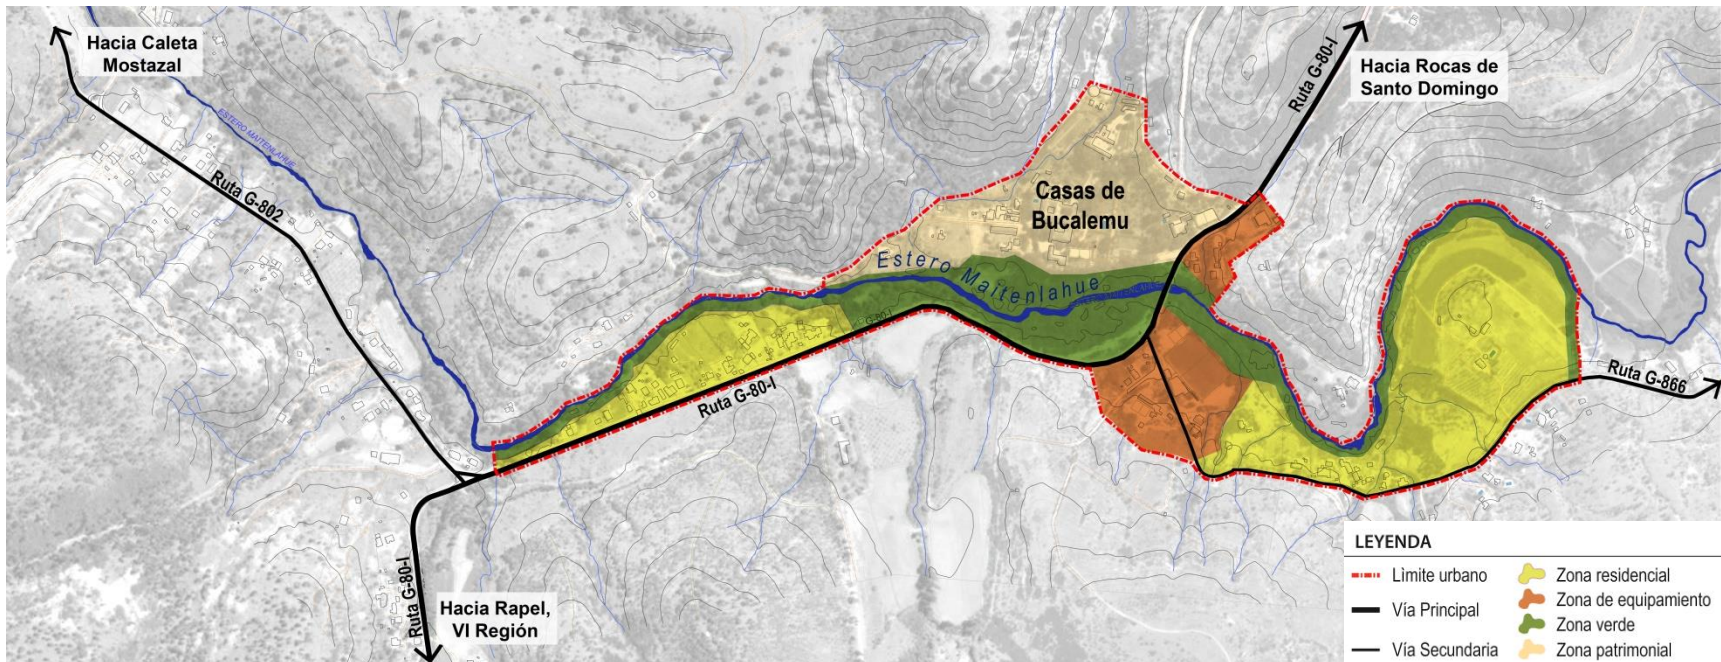 Hacia Caleta
Mostazal
ESTERO MAITENLAHUE
Ruta G-802
Ruta G-80-I
Hacia Rapel,
VI Región
Ruta G-80-I
G-80-I
Casas de
Bucalemu
Estero Maitenlahue
Ruta G-80-I
Hacia Rocas de
Santo Domingo
Ruta G-866
LEYENDA
Lìmite urbano
Vía Principal
Vía Secundaria
Zona residencial
Zona de equipamiento
Zona verde
Zona patrimonial